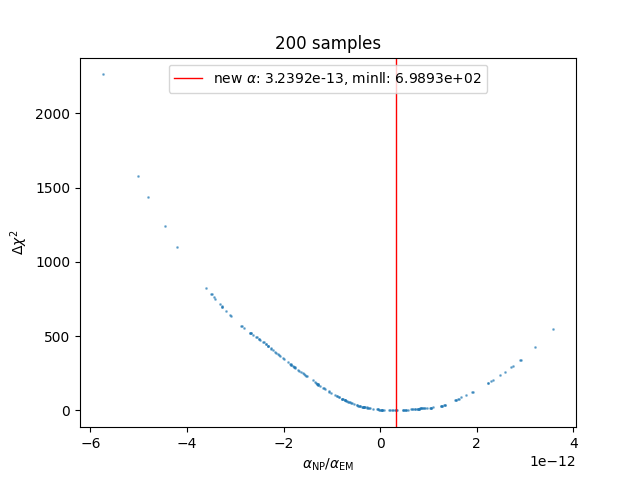 200 samples
new α: 3.2392e-13, minll: 6.9893e+02
Δχ²
2000
1500
1000
500
0
−6 −4 −2 0 2 4
1e−12
α_NP/α_EM